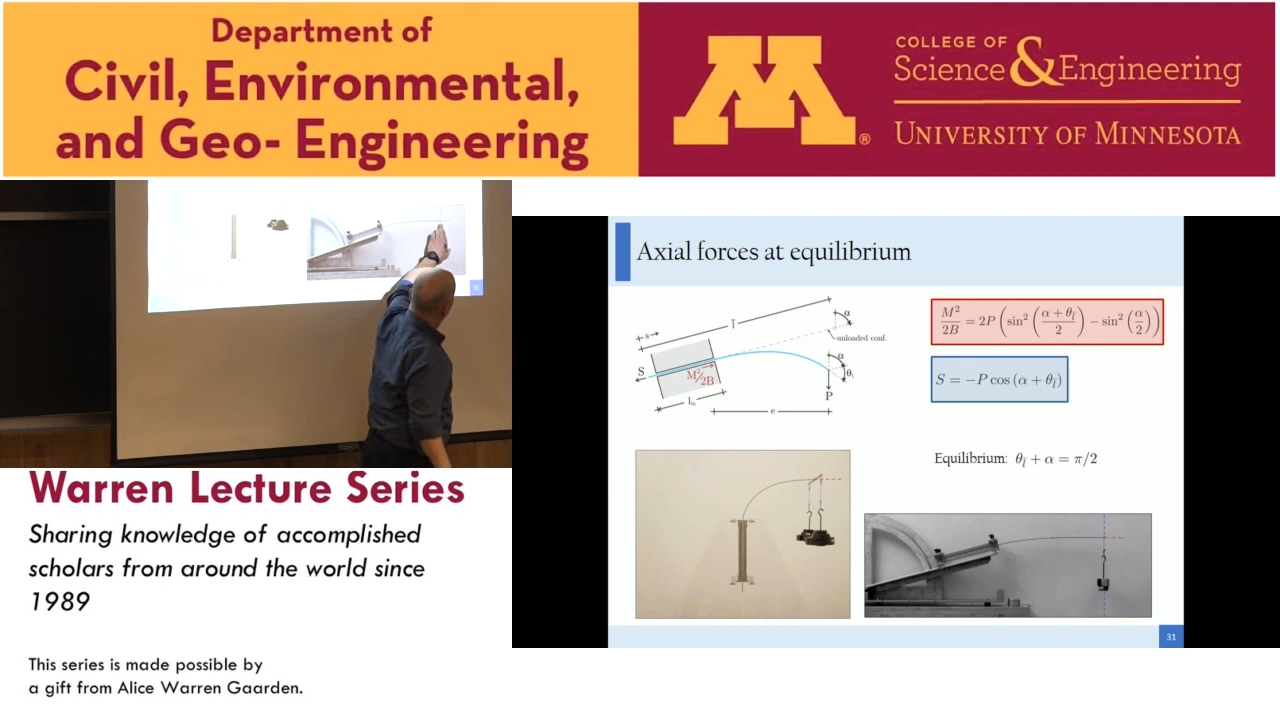 Department of
Civil, Environmental,
and Geo- Engineering
M®
COLLEGE OF
Science & Engineering
UNIVERSITY OF MINNESOTA
Axial forces at equilibrium
s
l̄
α
unloaded conf.
S
M²/2B
α
θ_l̄
P
l_in
e
M²/2B = 2P (sin² ((α + θ_l̄)/2) − sin² (α/2))
S = −P cos (α + θ_l̄)
Equilibrium: θ_l̄ + α = π/2
31
Warren Lecture Series
Sharing knowledge of accomplished
scholars from around the world since
1989
This series is made possible by
a gift from Alice Warren Gaarden.